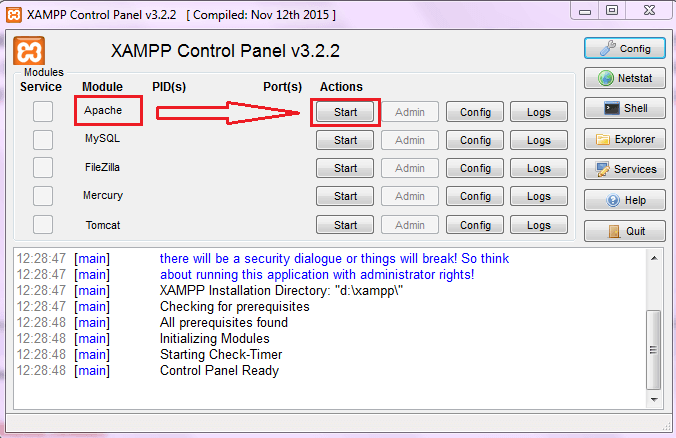 XAMPP Control Panel v3.2.2 [ Compiled: Nov 12th 2015 ]
XAMPP Control Panel v3.2.2
Config
Modules
Service Module PID(s) Port(s) Actions
Netstat
Apache Start Admin Config Logs
Shell
MySQL Start Admin Config Logs
Explorer
FileZilla Start Admin Config Logs
Services
Mercury Start Admin Config Logs
Help
Tomcat Start Admin Config Logs
Quit
12:28:47 [main] there will be a security dialogue or things will break! So think
12:28:47 [main] about running this application with administrator rights!
12:28:47 [main] XAMPP Installation Directory: "d:\xampp\"
12:28:47 [main] Checking for prerequisites
12:28:48 [main] All prerequisites found
12:28:48 [main] Initializing Modules
12:28:48 [main] Starting Check-Timer
12:28:48 [main] Control Panel Ready